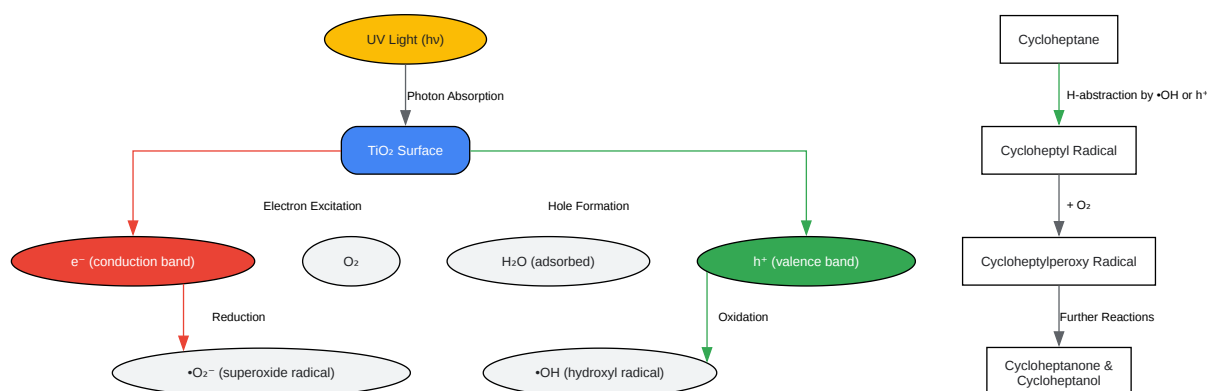 UV Light (hν)
Cycloheptane
Photon Absorption
H-abstraction by •OH or h⁺
TiO₂ Surface
Cycloheptyl Radical
Electron Excitation
Hole Formation
+ O₂
e⁻ (conduction band)
O₂
H₂O (adsorbed)
h⁺ (valence band)
Cycloheptylperoxy Radical
Reduction
Oxidation
Further Reactions
•O₂⁻ (superoxide radical)
•OH (hydroxyl radical)
Cycloheptanone &
Cycloheptanol